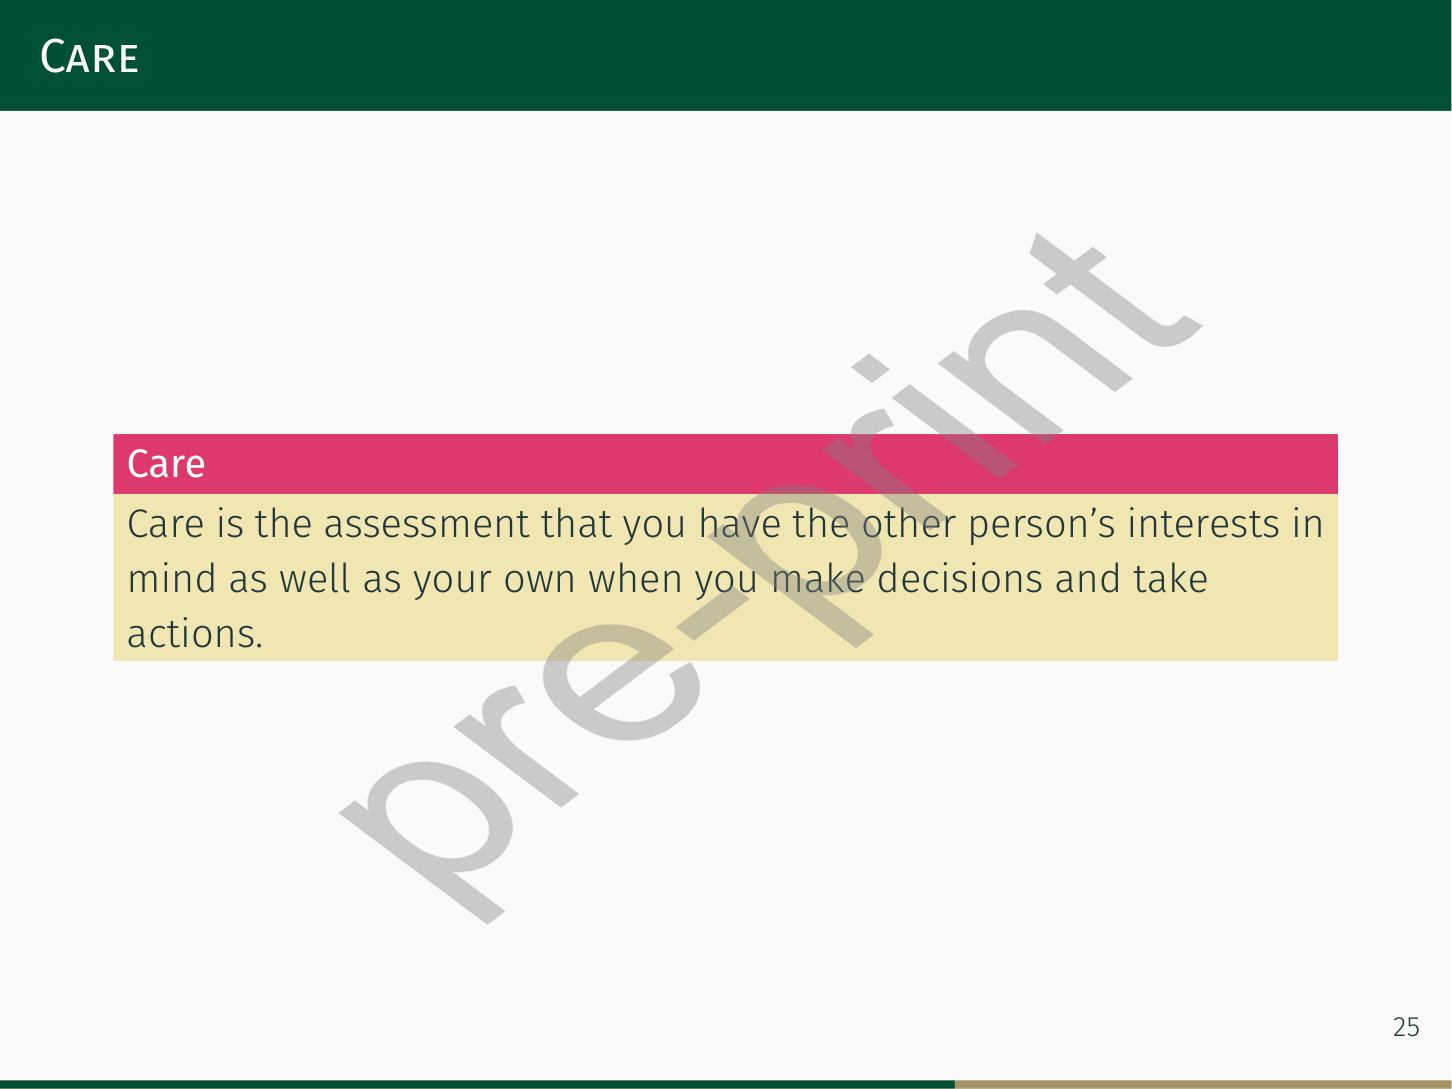 Care
Care
Care is the assessment that you have the other person’s interests in
mind as well as your own when you make decisions and take
actions.
pre-print
25